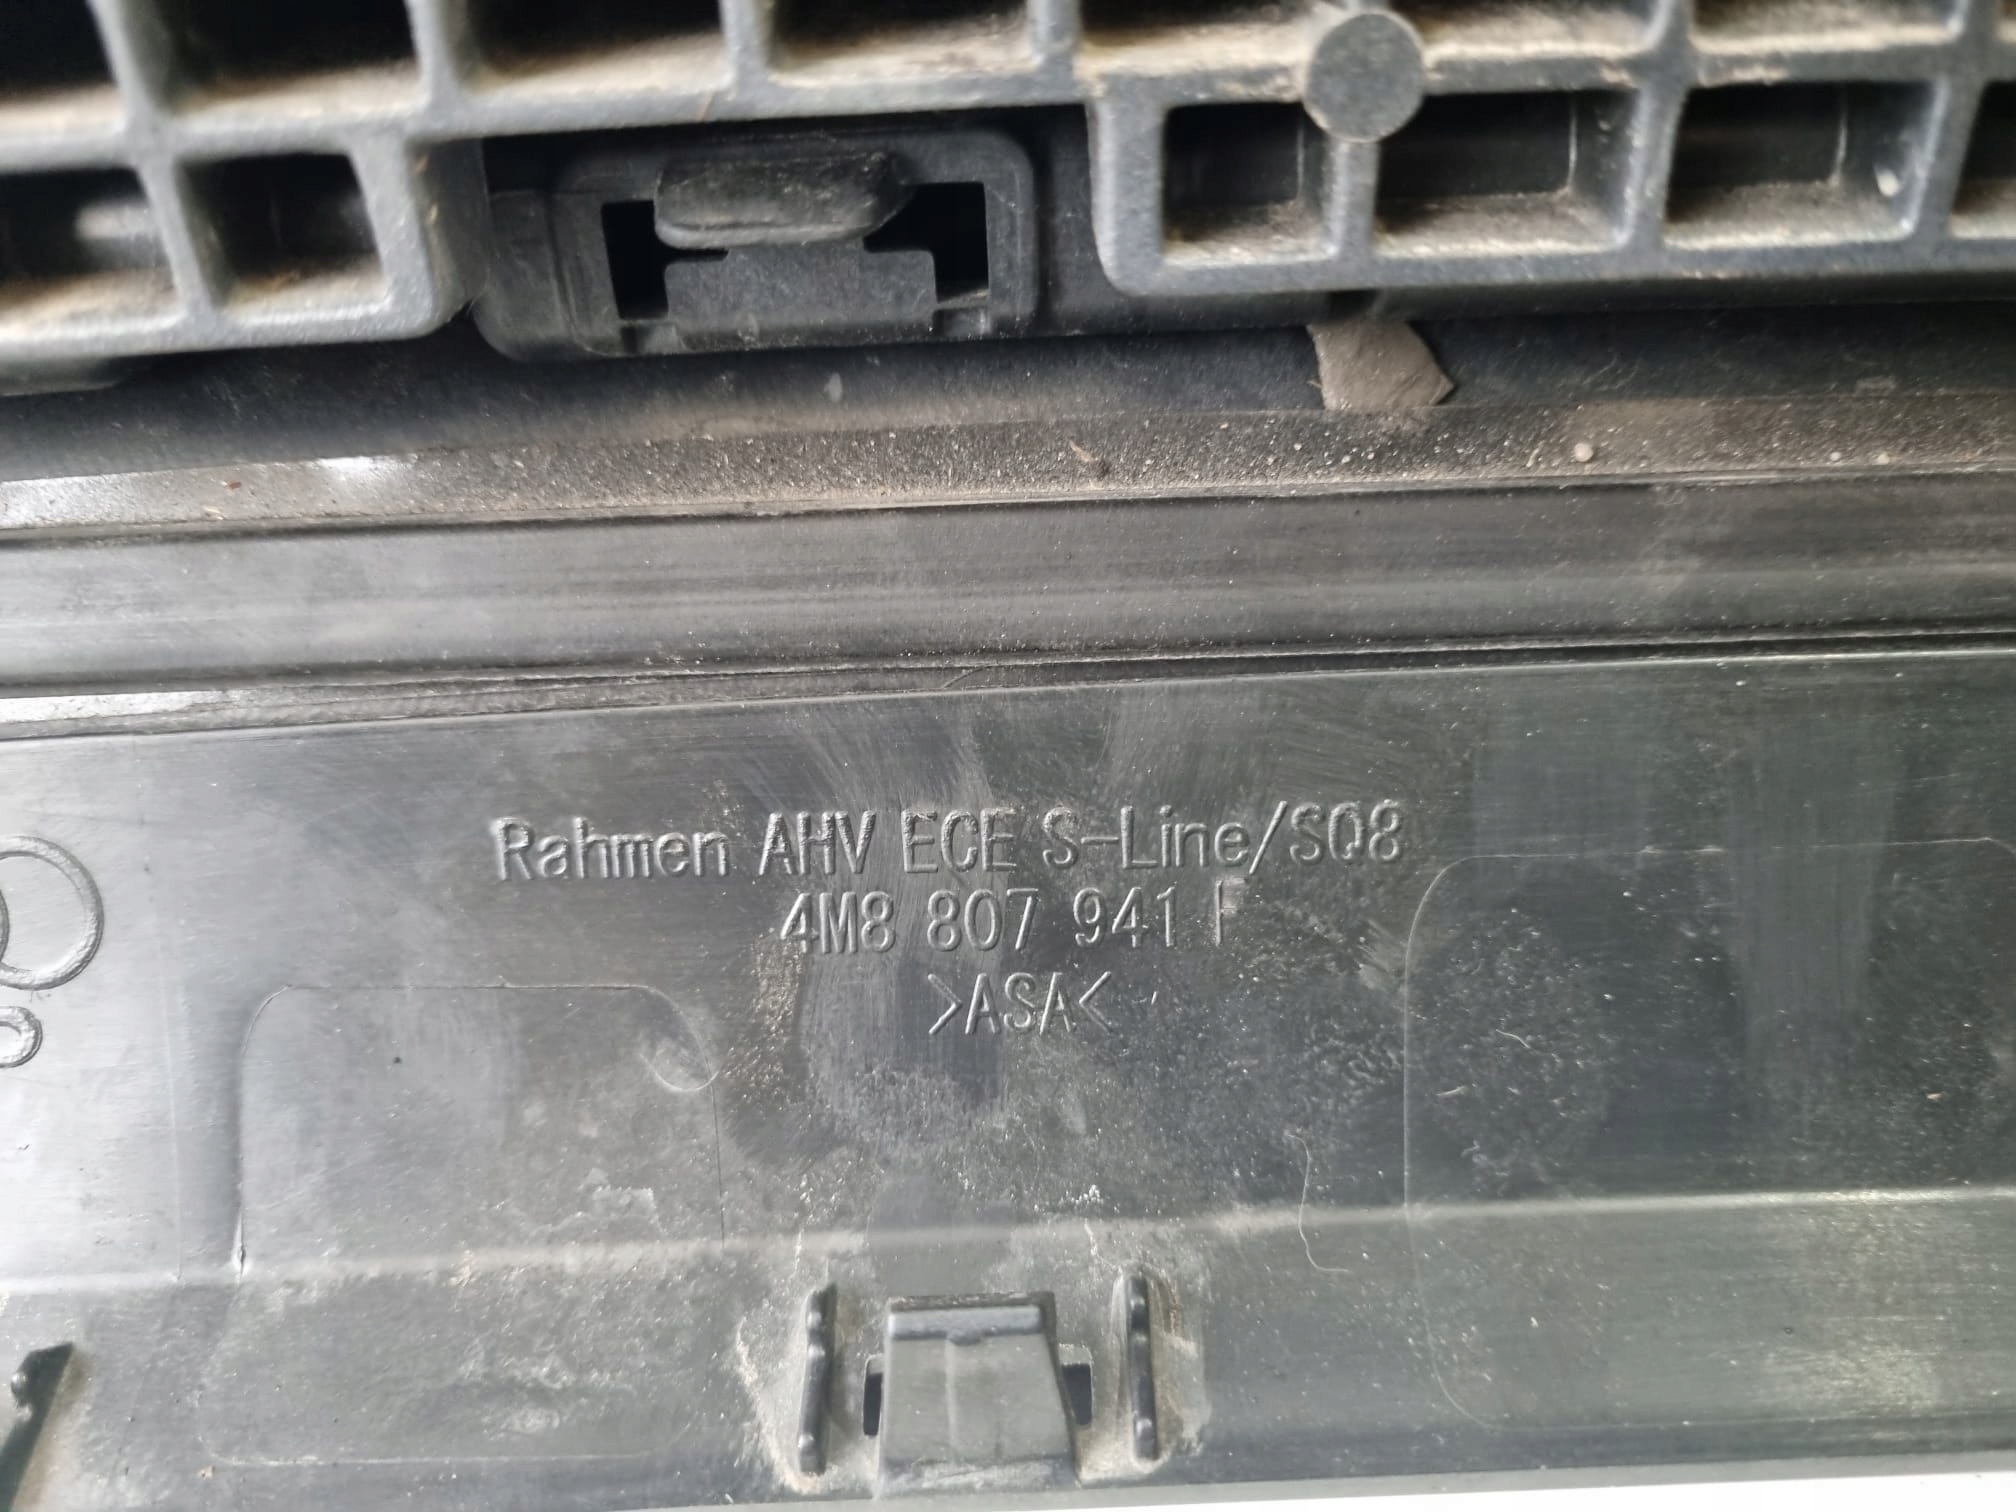 Rahmen AHV ECE S-Line/SQ8
4M8 807 941 F
>ASA<